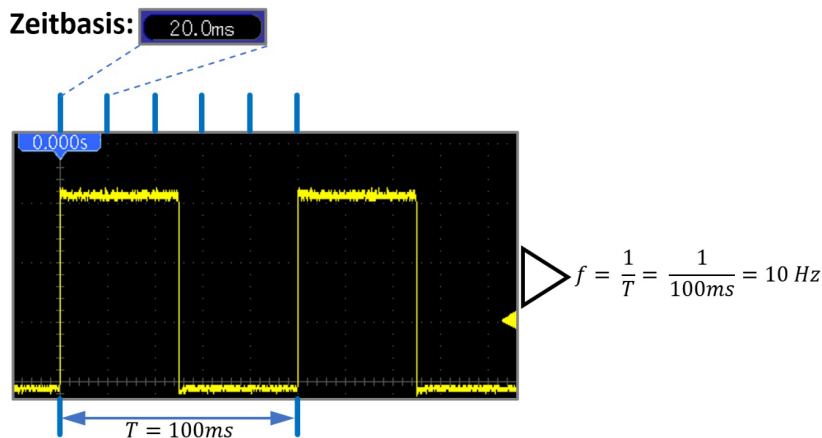 Zeitbasis: 20.0ms
0.000s
f = 1/T = 1/100ms = 10 Hz
T = 100ms